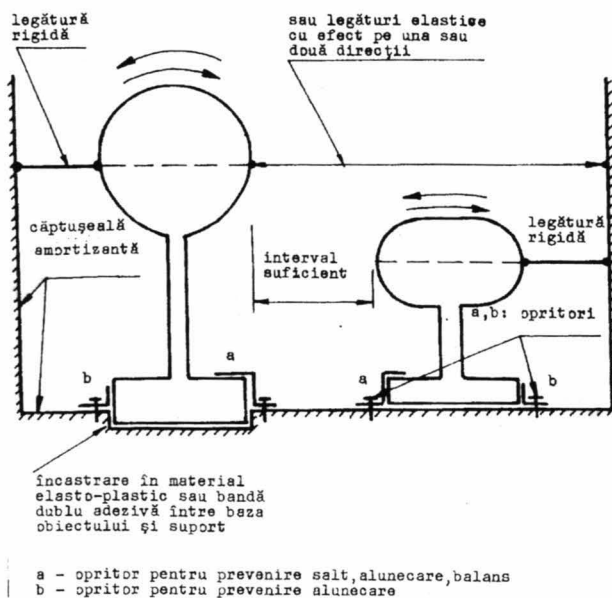 legătură
rigidă
sau legături elastice
cu efect pe una sau
două direcții
căptușeală
amortizantă
interval
suficient
legătură
rigidă
a,b: opritori
b
a
a
b
încastrare în material
elasto-plastic sau bandă
dublu adezivă între baza
obiectului și suport
a - opritor pentru prevenire salt,alunecare,balans
b - opritor pentru prevenire alunecare